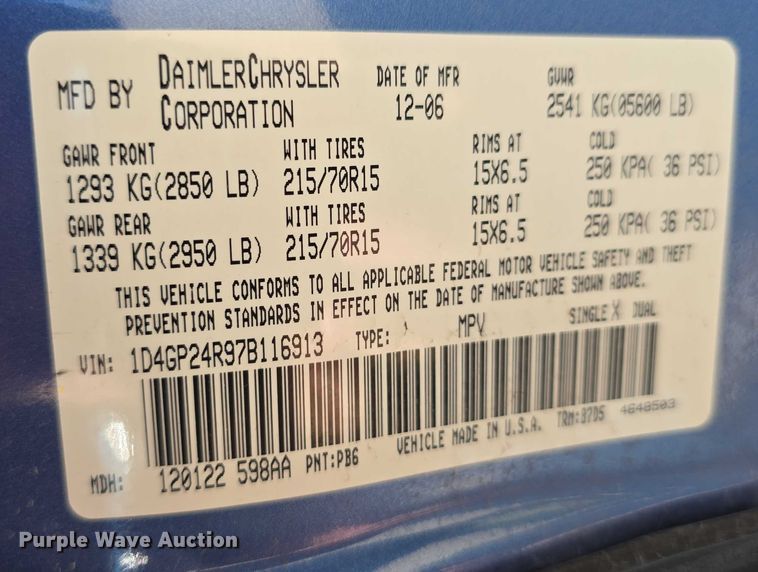 MFD BY DAIMLERCHRYSLER CORPORATION DATE OF MFR 12-06 GVWR 2541 KG(05600 LB)
GAWR FRONT WITH TIRES RIMS AT COLD
1293 KG(2850 LB) 215/70R15 15X6.5 250 KPA( 36 PSI)
GAWR REAR WITH TIRES RIMS AT COLD
1339 KG(2950 LB) 215/70R15 15X6.5 250 KPA( 36 PSI)
THIS VEHICLE CONFORMS TO ALL APPLICABLE FEDERAL MOTOR VEHICLE SAFETY AND THEFT
PREVENTION STANDARDS IN EFFECT ON THE DATE OF MANUFACTURE SHOWN ABOVE.
VIN: 1D4GP24R97B116913 TYPE: MPV SINGLE X DUAL
MDH: 120122 598AA PNT:PB6 VEHICLE MADE IN U.S.A. TRM:B7D5 4648503
Purple Wave Auction